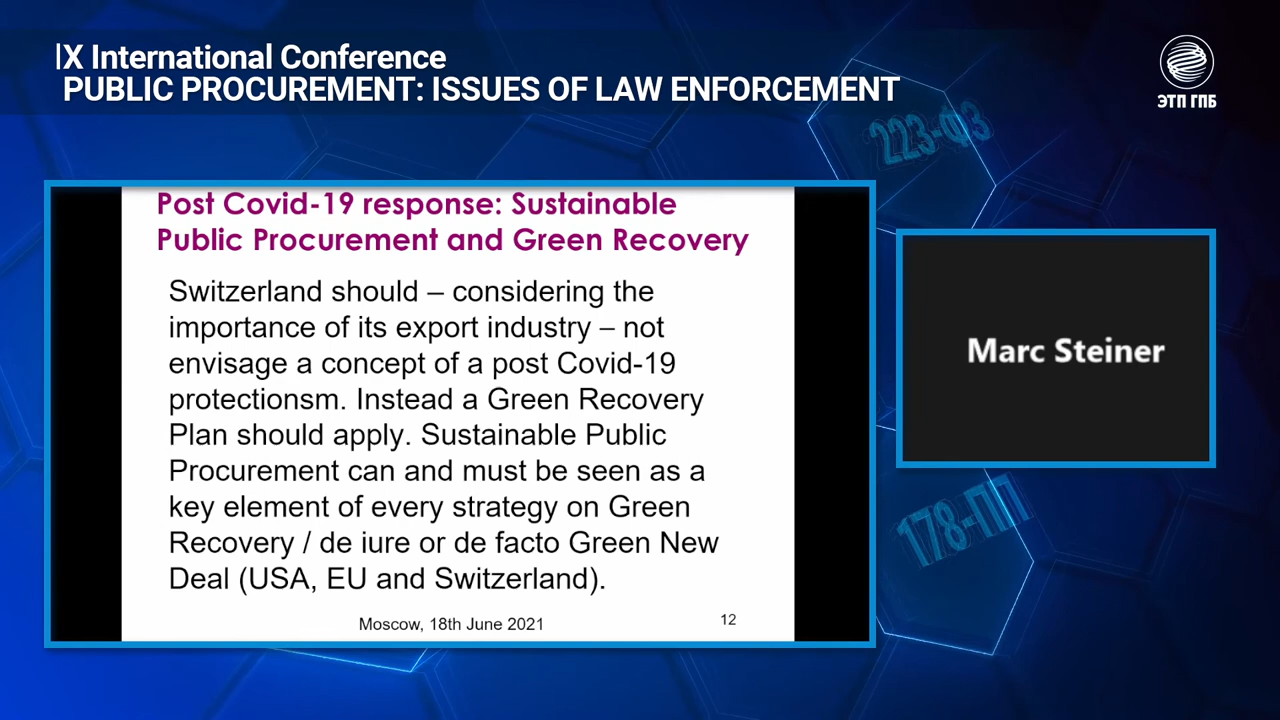 IX International Conference
PUBLIC PROCUREMENT: ISSUES OF LAW ENFORCEMENT
ЭТП ГПБ
223-ФЗ
Post Covid-19 response: Sustainable
Public Procurement and Green Recovery
Switzerland should – considering the
importance of its export industry – not
envisage a concept of a post Covid-19
protectionsm. Instead a Green Recovery
Plan should apply. Sustainable Public
Procurement can and must be seen as a
key element of every strategy on Green
Recovery / de iure or de facto Green New
Deal (USA, EU and Switzerland).
Moscow, 18th June 2021
12
Marc Steiner
178-ПП